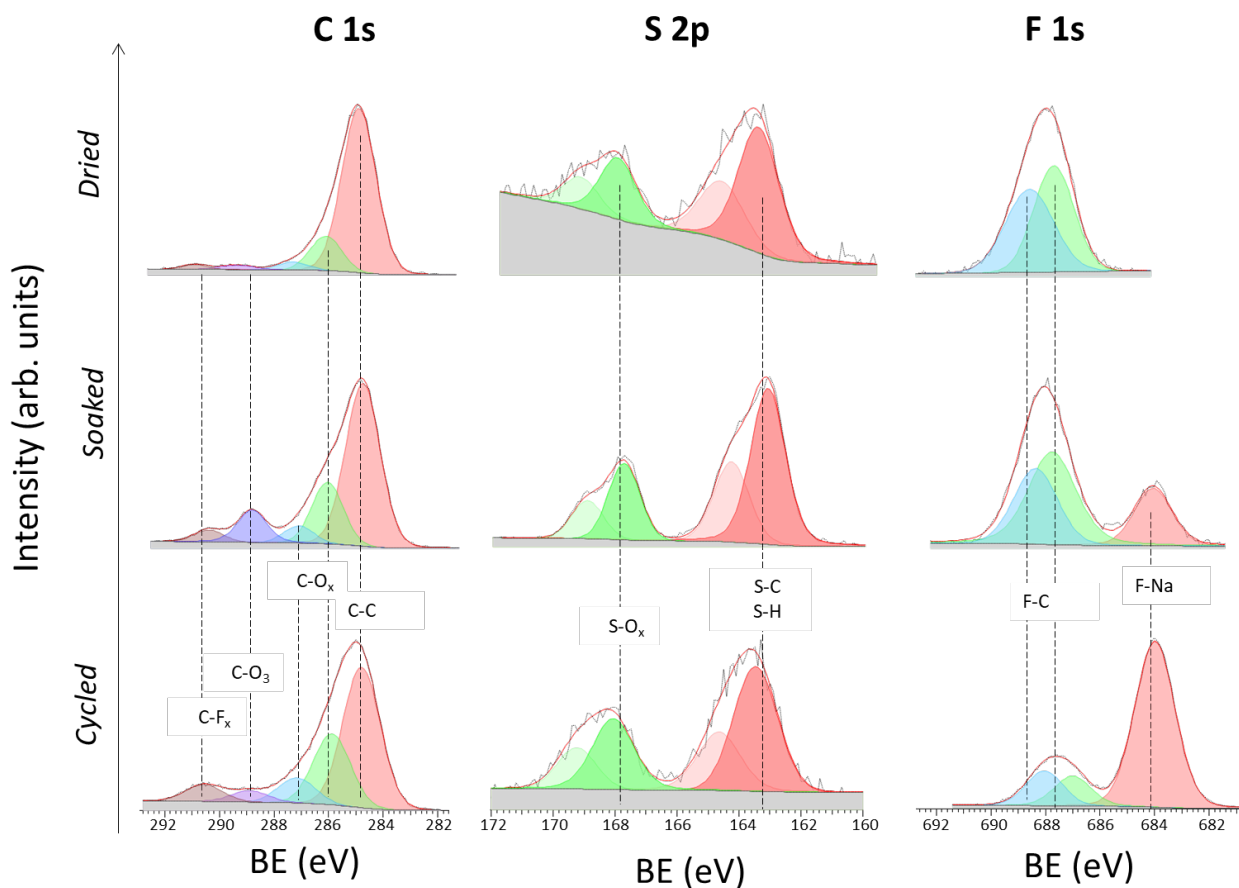 C 1s
S 2p
F 1s
Intensity (arb. units)
Dried
Soaked
Cycled
C-Oₓ
C-C
C-O₃
C-Fₓ
S-Oₓ
S-C
S-H
F-C
F-Na
292 290 288 286 284 282
172 170 168 166 164 162 160
692 690 688 686 684 682
BE (eV)
BE (eV)
BE (eV)